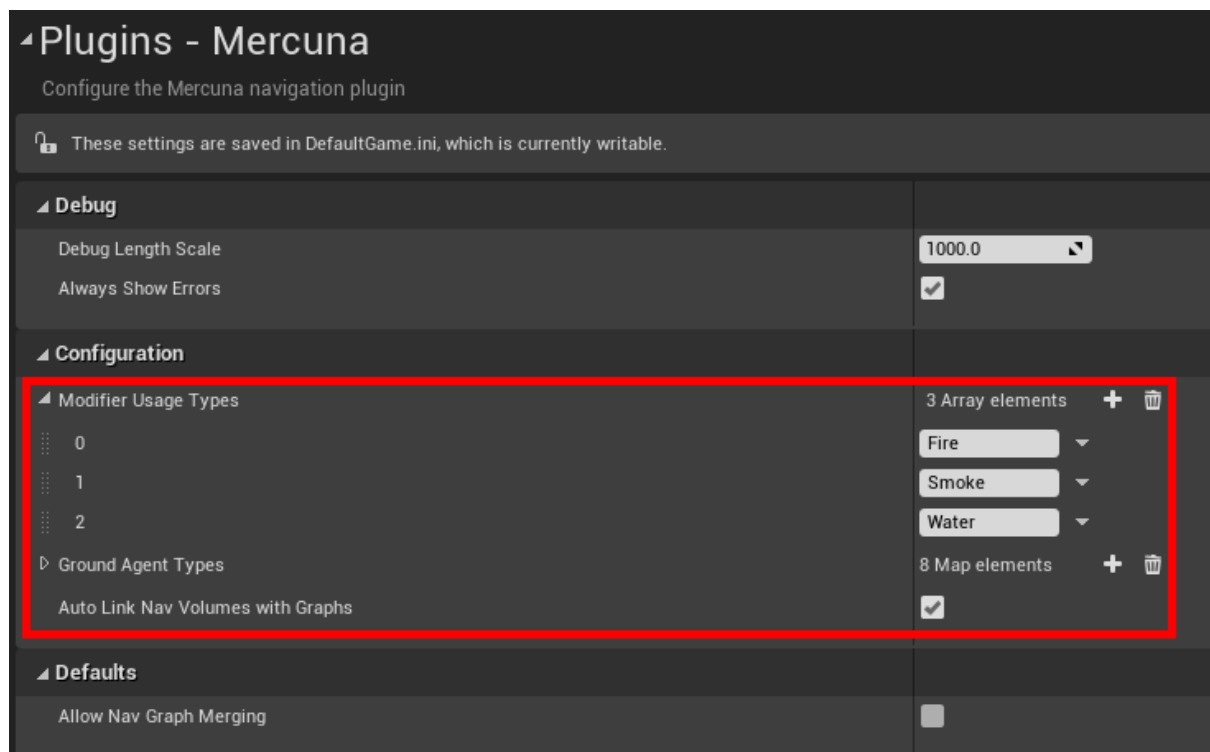 Plugins - Mercuna
Configure the Mercuna navigation plugin
These settings are saved in DefaultGame.ini, which is currently writable.
Debug
Debug Length Scale 1000.0
Always Show Errors
Configuration
Modifier Usage Types 3 Array elements
0 Fire
1 Smoke
2 Water
Ground Agent Types 8 Map elements
Auto Link Nav Volumes with Graphs
Defaults
Allow Nav Graph Merging